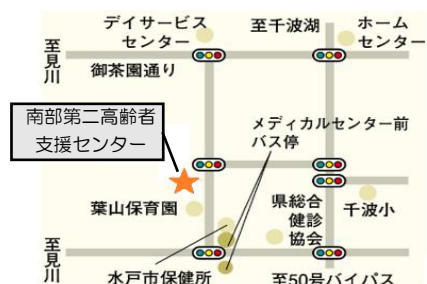 デイサービス
センター
至千波湖
ホーム
センター
至見川
御茶園通り
南部第二高齢者
支援センター
メディカルセンター前
バス停
葉山保育園
県総合
健診
協会
千波小
至見川
水戸市保健所
至50号バイパス